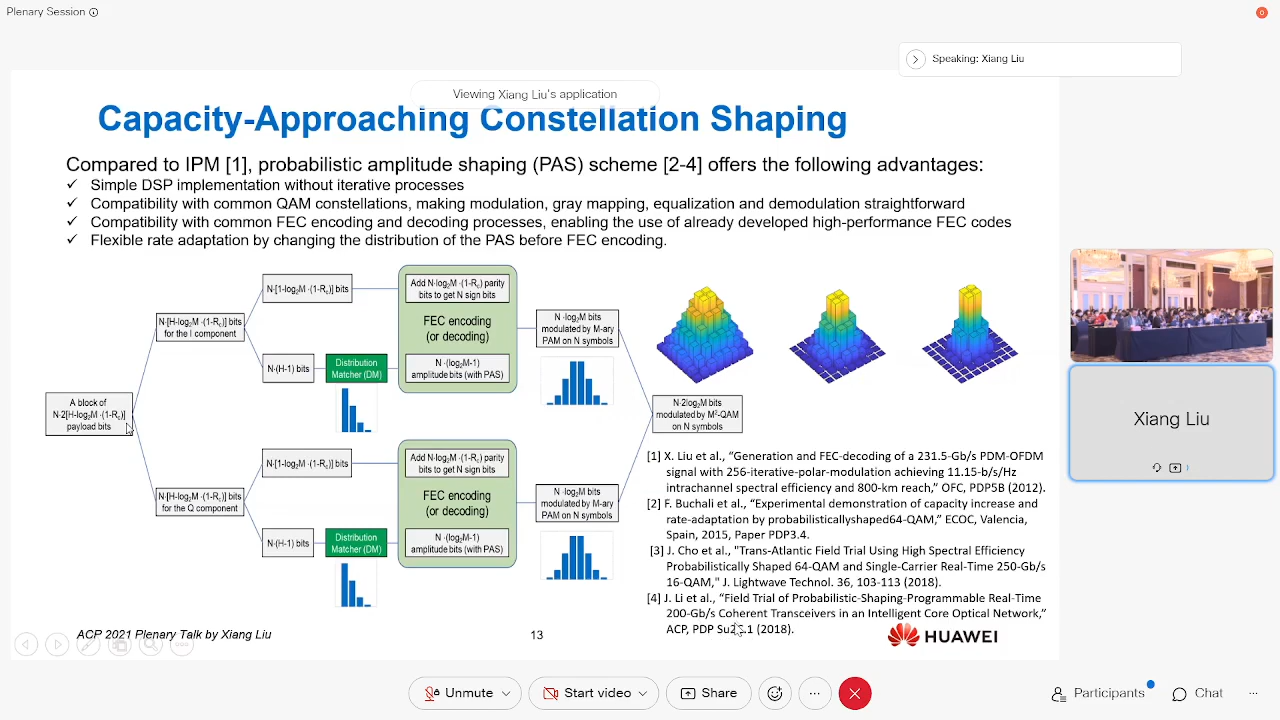 Plenary Session
Speaking: Xiang Liu
Viewing Xiang Liu's application
Capacity-Approaching Constellation Shaping
Compared to IPM [1], probabilistic amplitude shaping (PAS) scheme [2-4] offers the following advantages:
✓ Simple DSP implementation without iterative processes
✓ Compatibility with common QAM constellations, making modulation, gray mapping, equalization and demodulation straightforward
✓ Compatibility with common FEC encoding and decoding processes, enabling the use of already developed high-performance FEC codes
✓ Flexible rate adaptation by changing the distribution of the PAS before FEC encoding.
A block of
N·2[H-log₂M ·(1-R꜀)]
payload bits
N·[H-log₂M ·(1-R꜀)] bits
for the I component
N·[1-log₂M ·(1-R꜀)] bits
N·(H-1) bits
Distribution
Matcher (DM)
Add N·log₂M ·(1-R꜀) parity
bits to get N sign bits
FEC encoding
(or decoding)
N ·(log₂M-1)
amplitude bits (with PAS)
N ·log₂M bits
modulated by M-ary
PAM on N symbols
N·[H-log₂M ·(1-R꜀)] bits
for the Q component
N·[1-log₂M ·(1-R꜀)] bits
N·(H-1) bits
Distribution
Matcher (DM)
Add N·log₂M ·(1-R꜀) parity
bits to get N sign bits
FEC encoding
(or decoding)
N ·(log₂M-1)
amplitude bits (with PAS)
N ·log₂M bits
modulated by M-ary
PAM on N symbols
N·2log₂M bits
modulated by M²-QAM
on N symbols
[1] X. Liu et al., “Generation and FEC-decoding of a 231.5-Gb/s PDM-OFDM
signal with 256-iterative-polar-modulation achieving 11.15-b/s/Hz
intrachannel spectral efficiency and 800-km reach,” OFC, PDP5B (2012).
[2] F. Buchali et al., “Experimental demonstration of capacity increase and
rate-adaptation by probabilisticallyshaped64-QAM,” ECOC, Valencia,
Spain, 2015, Paper PDP3.4.
[3] J. Cho et al., "Trans-Atlantic Field Trial Using High Spectral Efficiency
Probabilistically Shaped 64-QAM and Single-Carrier Real-Time 250-Gb/s
16-QAM," J. Lightwave Technol. 36, 103-113 (2018).
[4] J. Li et al., “Field Trial of Probabilistic-Shaping-Programmable Real-Time
200-Gb/s Coherent Transceivers in an Intelligent Core Optical Network,”
ACP, PDP (2018).
ACP 2021 Plenary Talk by Xiang Liu
13
HUAWEI
Xiang Liu
Unmute
Start video
Share
Participants
Chat